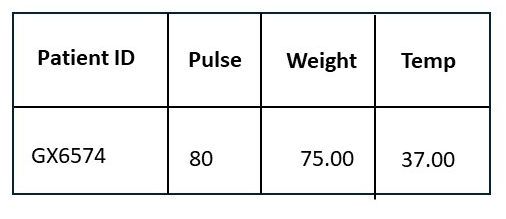 Patient ID Pulse Weight Temp
GX6574 80 75.00 37.00